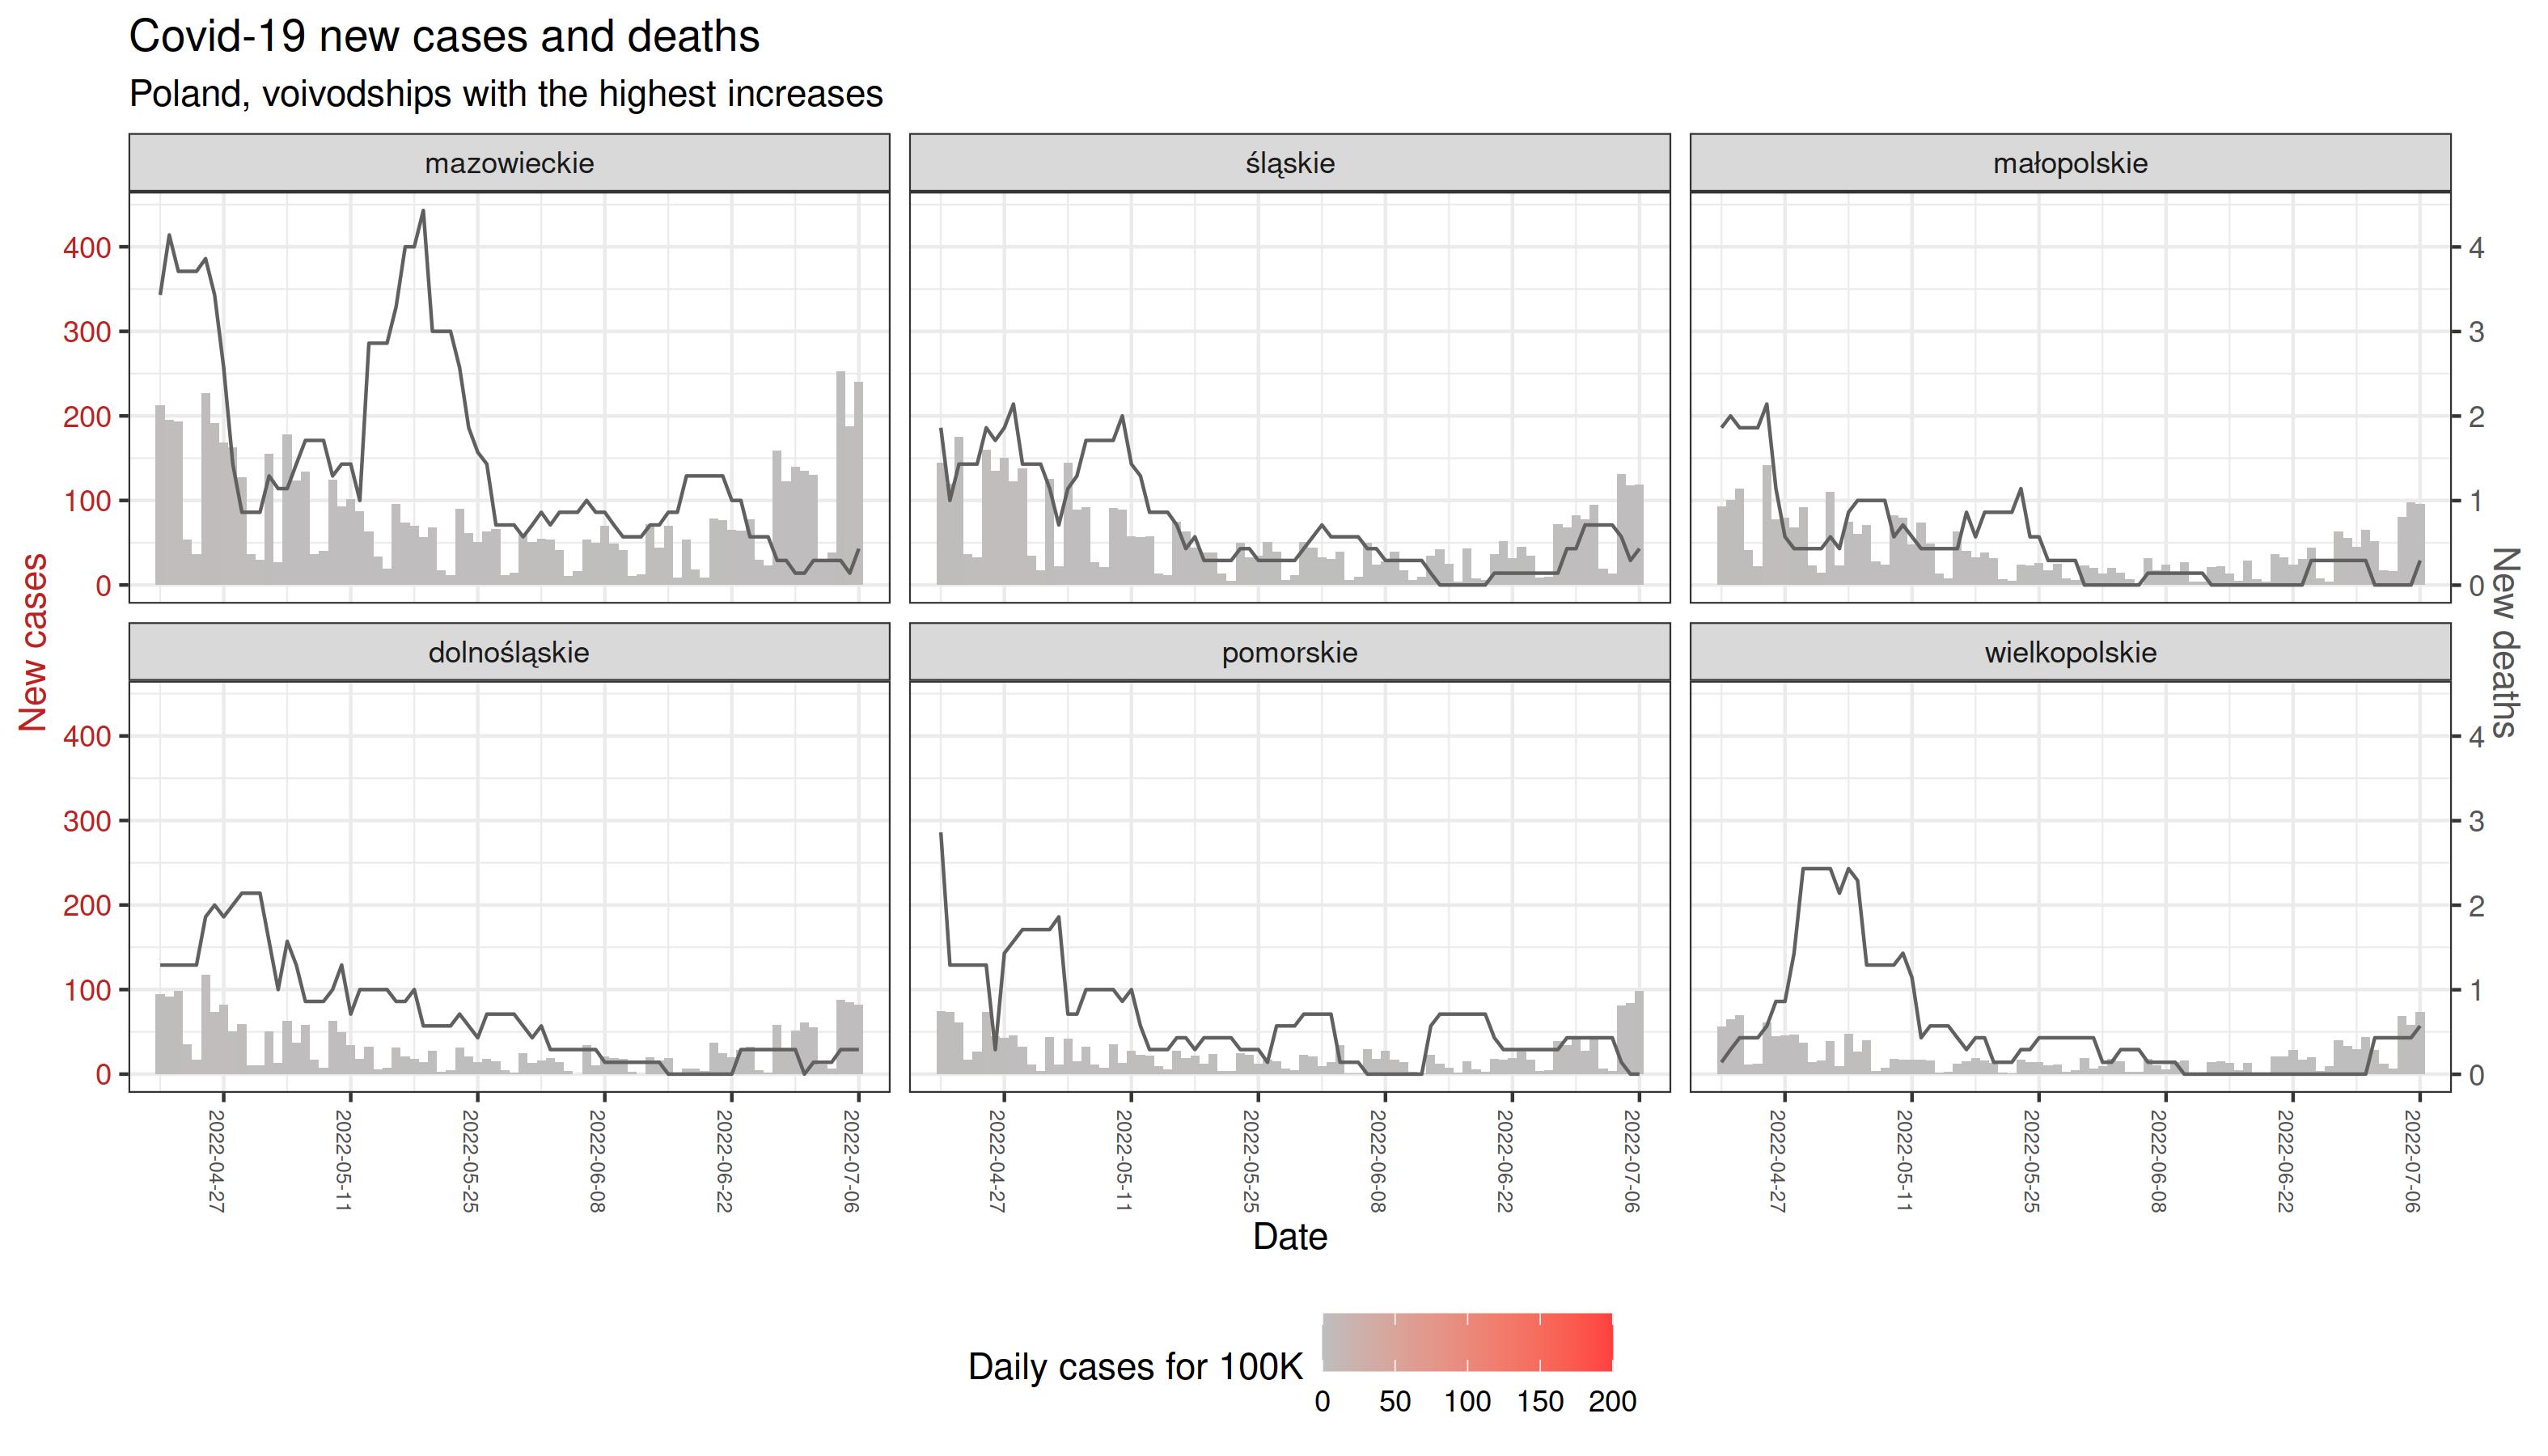 Covid-19 new cases and deaths
Poland, voivodships with the highest increases
mazowieckie
śląskie
małopolskie
400
300
200
100
0
4
3
2
1
0
New cases
New deaths
dolnośląskie
pomorskie
wielkopolskie
400
300
200
100
0
4
3
2
1
0
2022-04-27
2022-05-11
2022-05-25
2022-06-08
2022-06-22
2022-07-06
2022-04-27
2022-05-11
2022-05-25
2022-06-08
2022-06-22
2022-07-06
2022-04-27
2022-05-11
2022-05-25
2022-06-08
2022-06-22
2022-07-06
Date
Daily cases for 100K
0 50 100 150 200